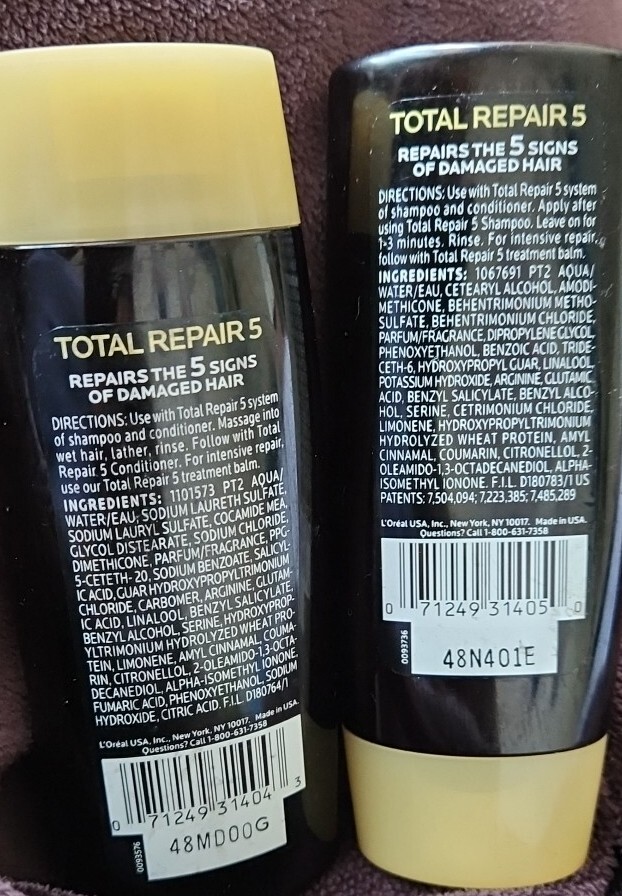 TOTAL REPAIR 5
REPAIRS THE 5 SIGNS
OF DAMAGED HAIR
DIRECTIONS: Use with Total Repair 5 system
of shampoo and conditioner. Massage into
wet hair, lather, rinse. Follow with Total
Repair 5 Conditioner. For intensive repair,
use our Total Repair 5 treatment balm.
INGREDIENTS: 1101573 PT2 AQUA/
WATER/EAU, SODIUM LAURETH SULFATE,
SODIUM LAURYL SULFATE, COCAMIDE MEA,
GLYCOL DISTEARATE, SODIUM CHLORIDE,
DIMETHICONE, PARFUM/FRAGRANCE, PPG-
5-CETETH-20, SODIUM BENZOATE, SALICYL-
IC ACID, GUAR HYDROXYPROPYLTRIMONIUM
CHLORIDE, CARBOMER, ARGININE, GLUTAM-
IC ACID, LINALOOL, BENZYL SALICYLATE,
BENZYL ALCOHOL, SERINE, HYDROXYPROP-
YLTRIMONIUM HYDROLYZED WHEAT PRO-
TEIN, LIMONENE, AMYL CINNAMAL, COUMA-
RIN, CITRONELLOL, 2-OLEAMIDO-1,3-OCTA-
DECANEDIOL, ALPHA-ISOMETHYL IONONE,
FUMARIC ACID, PHENOXYETHANOL, SODIUM
HYDROXIDE, CITRIC ACID. F.I.L. D180764/1
L'Oréal USA, Inc., New York, NY 10017. Made in USA.
Questions? Call 1-800-631-7358
0 71249 31404 3
0093576
48MD00G
TOTAL REPAIR 5
REPAIRS THE 5 SIGNS
OF DAMAGED HAIR
DIRECTIONS: Use with Total Repair 5 system
of shampoo and conditioner. Apply after
using Total Repair 5 Shampoo. Leave on for
1-3 minutes. Rinse. For intensive repair,
follow with Total Repair 5 treatment balm.
INGREDIENTS: 1067691 PT2 AQUA/
WATER/EAU, CETEARYL ALCOHOL, AMODI-
METHICONE, BEHENTRIMONIUM METHO-
SULFATE, BEHENTRIMONIUM CHLORIDE,
PARFUM/FRAGRANCE, DIPROPYLENE GLYCOL,
PHENOXYETHANOL, BENZOIC ACID, TRIDE-
CETH-6, HYDROXYPROPYL GUAR, LINALOOL,
POTASSIUM HYDROXIDE, ARGININE, GLUTAMIC
ACID, BENZYL SALICYLATE, BENZYL ALCO-
HOL, SERINE, CETRIMONIUM CHLORIDE,
LIMONENE, HYDROXYPROPYLTRIMONIUM
HYDROLYZED WHEAT PROTEIN, AMYL
CINNAMAL, COUMARIN, CITRONELLOL, 2-
OLEAMIDO-1,3-OCTADECANEDIOL, ALPHA-
ISOMETHYL IONONE. F.I.L. D180783/1 US
PATENTS: 7,504,094; 7,223,385; 7,485,289
L'Oréal USA, Inc., New York, NY 10017. Made in USA.
Questions? Call 1-800-631-7358
0 71249 31405 0
0093736
48N401E